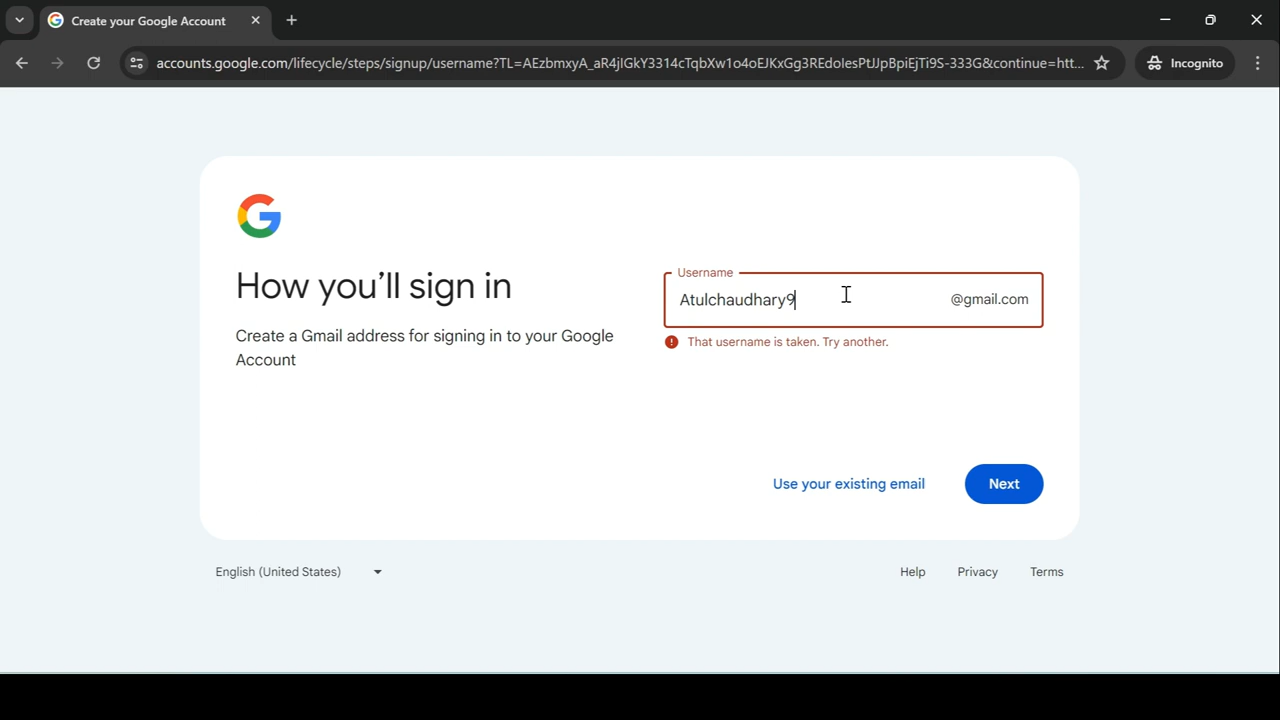 Create your Google Account
accounts.google.com/lifecycle/steps/signup/username?TL=AEzbmxyA_aR4jIGkY3314cTqbXw1o4oEJKxGg3REdolesPtJJpBpiEjTi9S-333G&continue=htt...
Incognito
How you'll sign in
Create a Gmail address for signing in to your Google
Account
Username
Atulchaudhary9
@gmail.com
That username is taken. Try another.
Use your existing email
Next
English (United States)
Help
Privacy
Terms